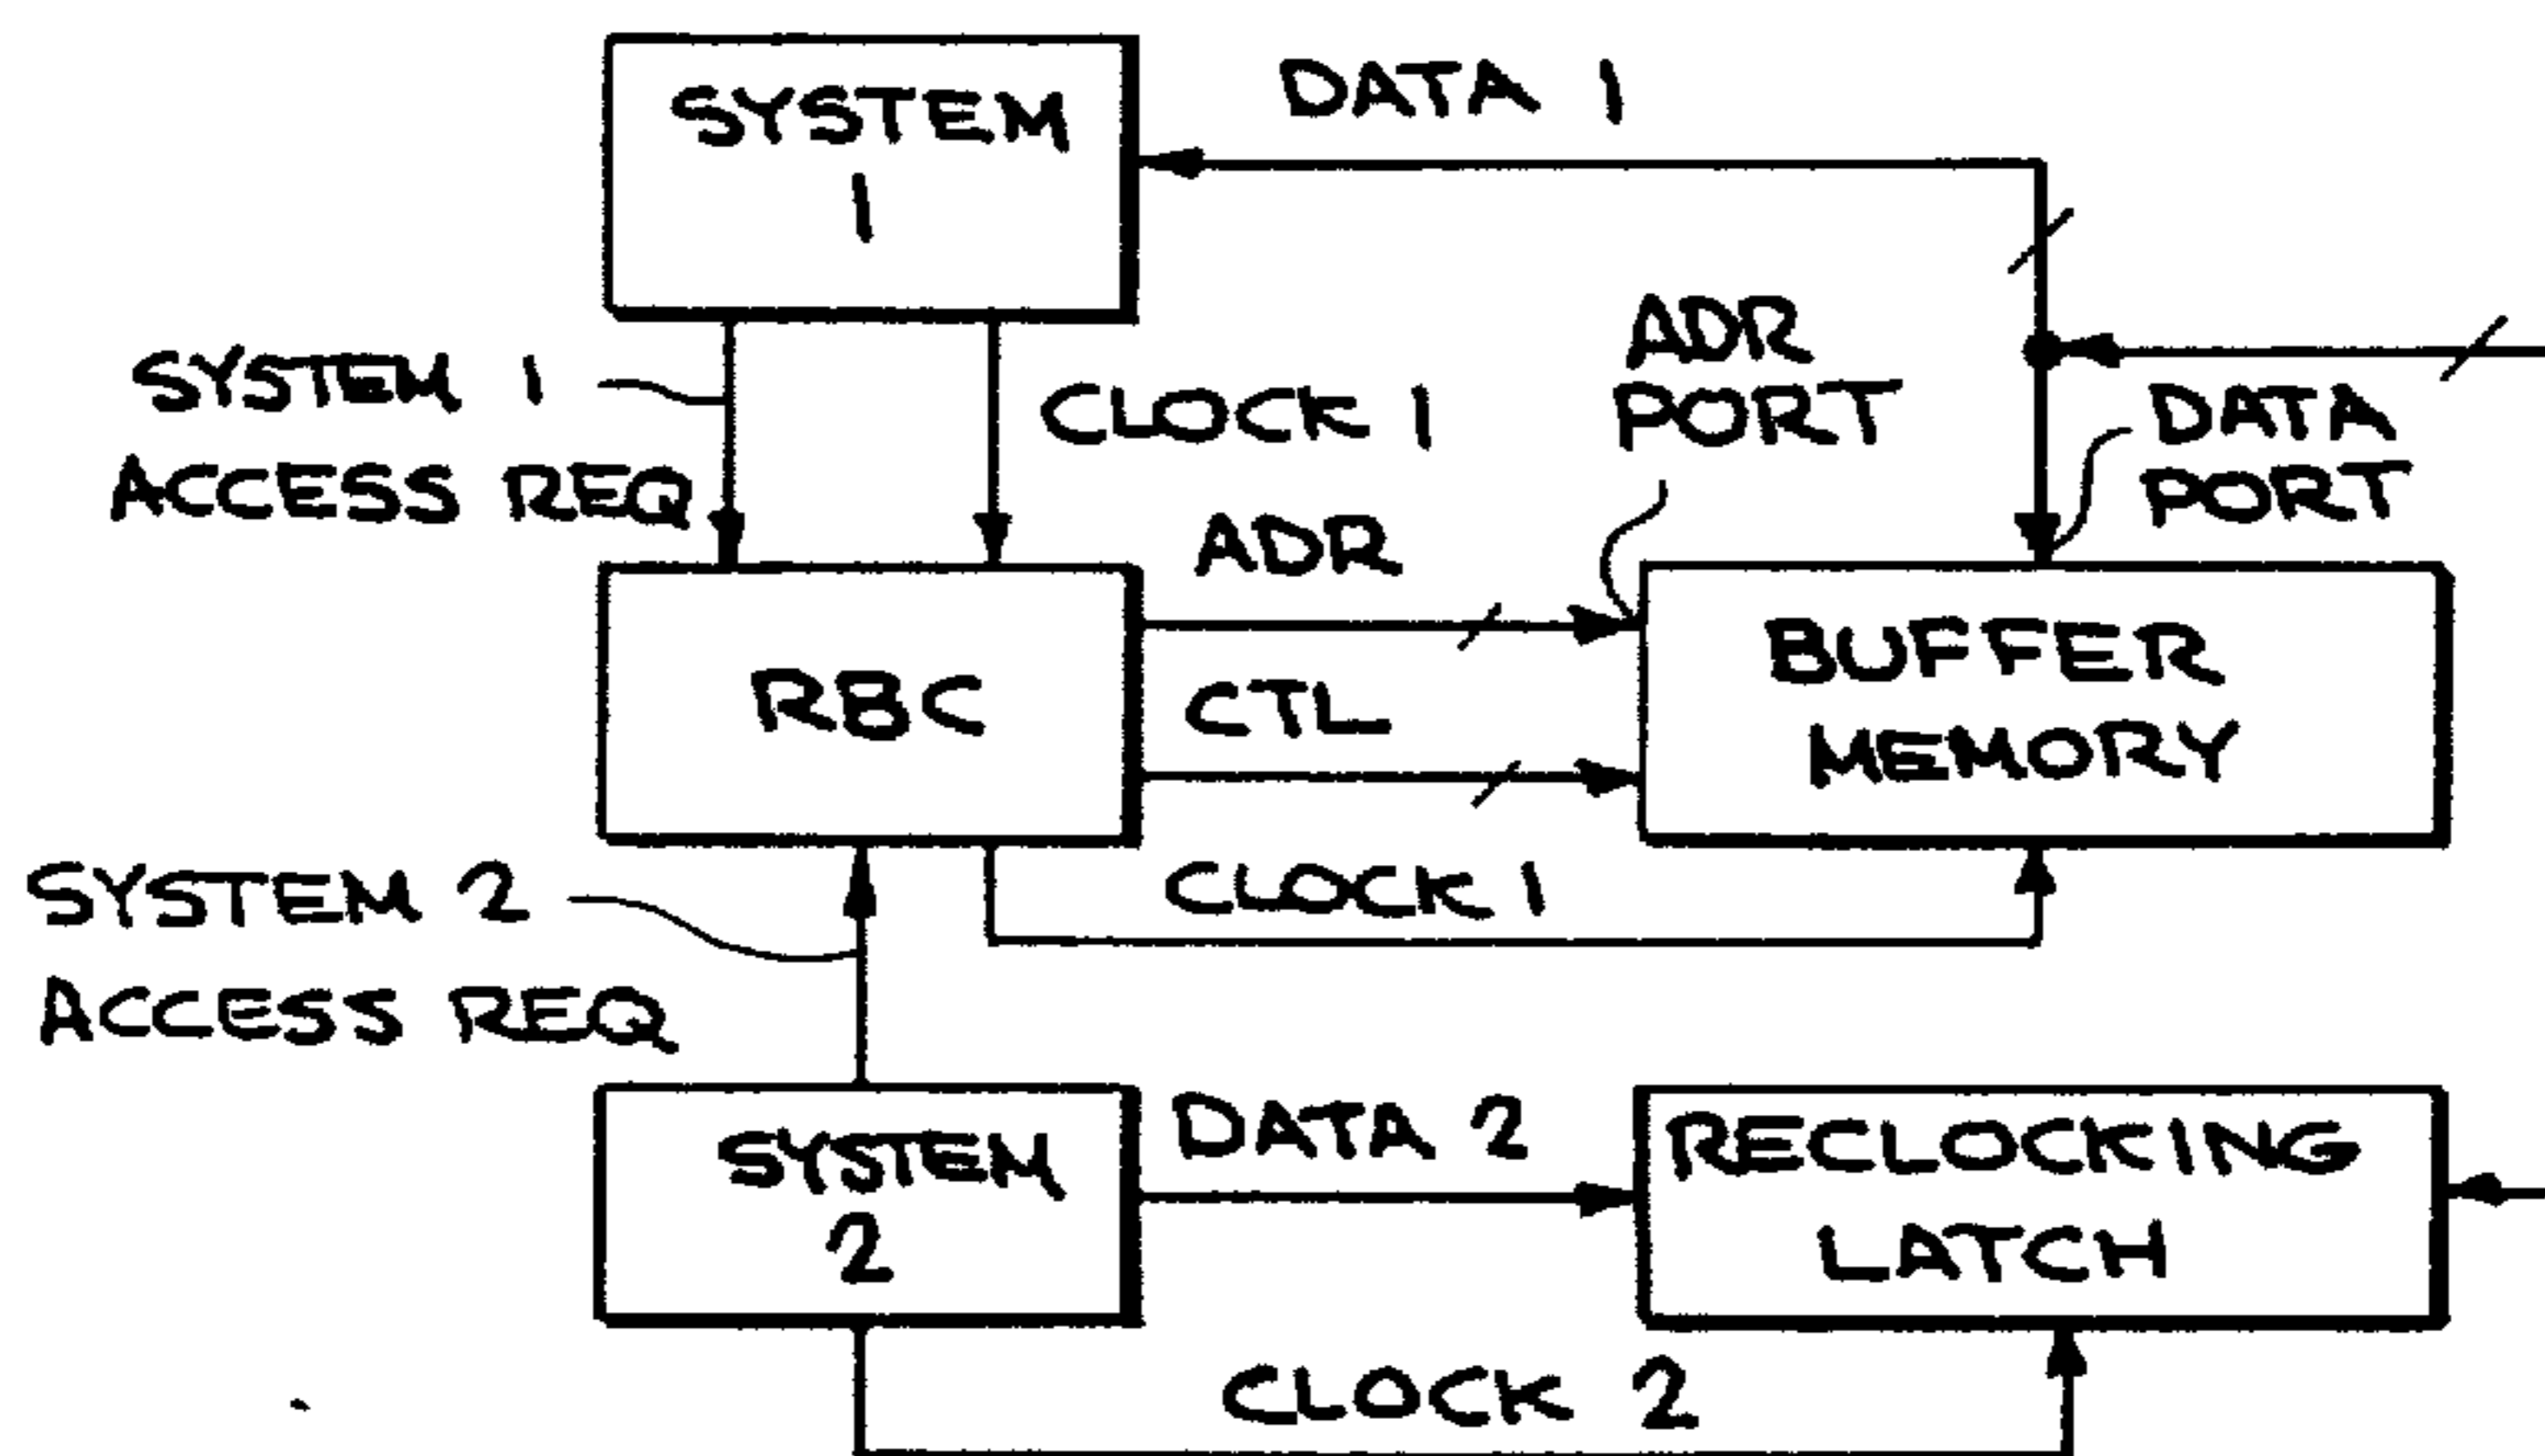 SYSTEM
1
DATA 1
SYSTEM 1
ACCESS REQ
CLOCK 1
ADR
PORT
DATA
PORT
ADR
RBC
CTL
BUFFER
MEMORY
CLOCK 1
SYSTEM 2
ACCESS REQ
SYSTEM
2
DATA 2
RECLOCKING
LATCH
CLOCK 2